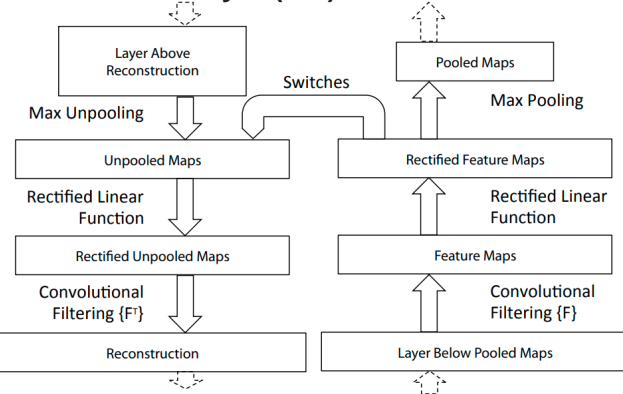 Layer Above
Reconstruction
Pooled Maps
Switches
Max Unpooling
Max Pooling
Unpooled Maps
Rectified Feature Maps
Rectified Linear
Function
Rectified Linear
Function
Rectified Unpooled Maps
Feature Maps
Convolutional
Filtering {Fᵀ}
Convolutional
Filtering {F}
Reconstruction
Layer Below Pooled Maps